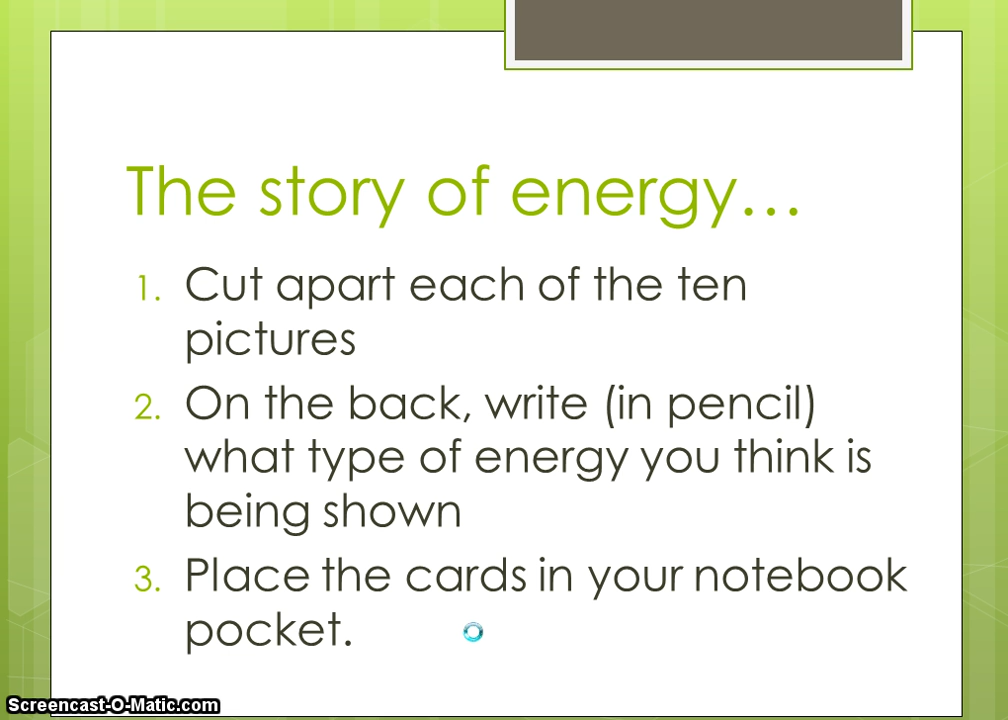 The story of energy…
1. Cut apart each of the ten
pictures
2. On the back, write (in pencil)
what type of energy you think is
being shown
3. Place the cards in your notebook
pocket.
Screencast-O-Matic.com